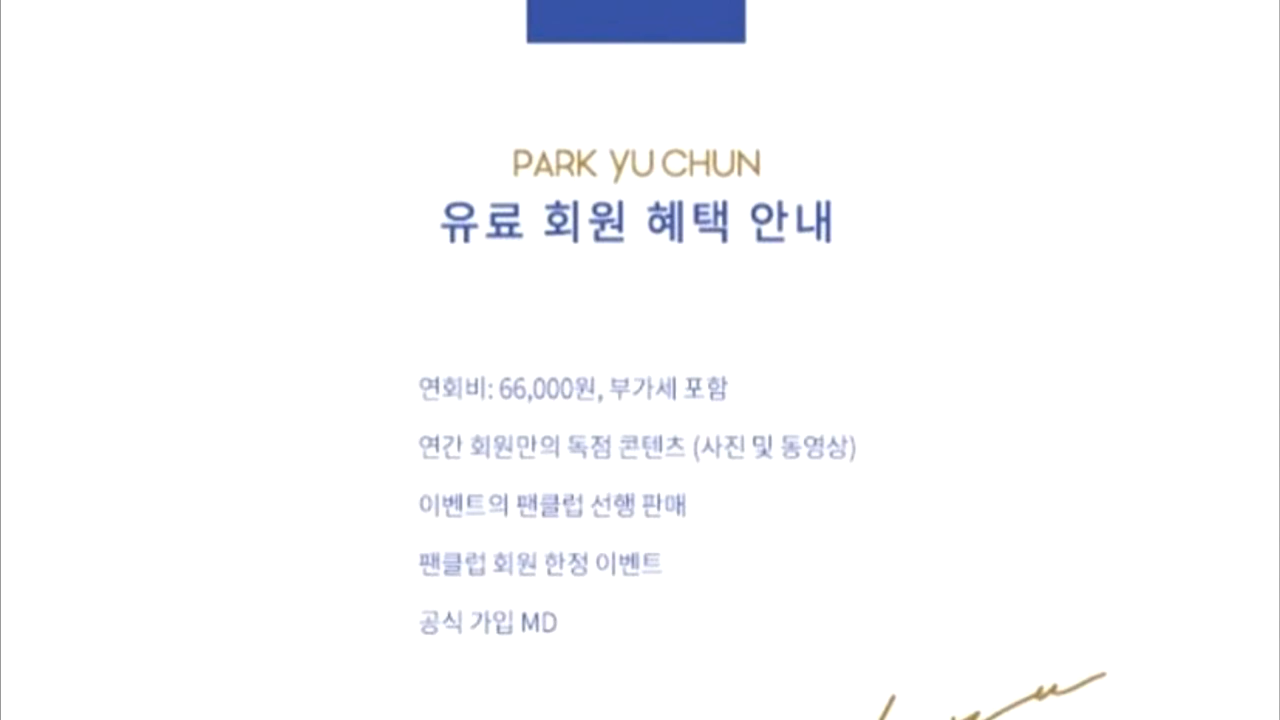 PARK YU CHUN
유료 회원 혜택 안내
연회비: 66,000원, 부가세 포함
연간 회원만의 독점 콘텐츠 (사진 및 동영상)
이벤트의 팬클럽 선행 판매
팬클럽 회원 한정 이벤트
공식 가입 MD